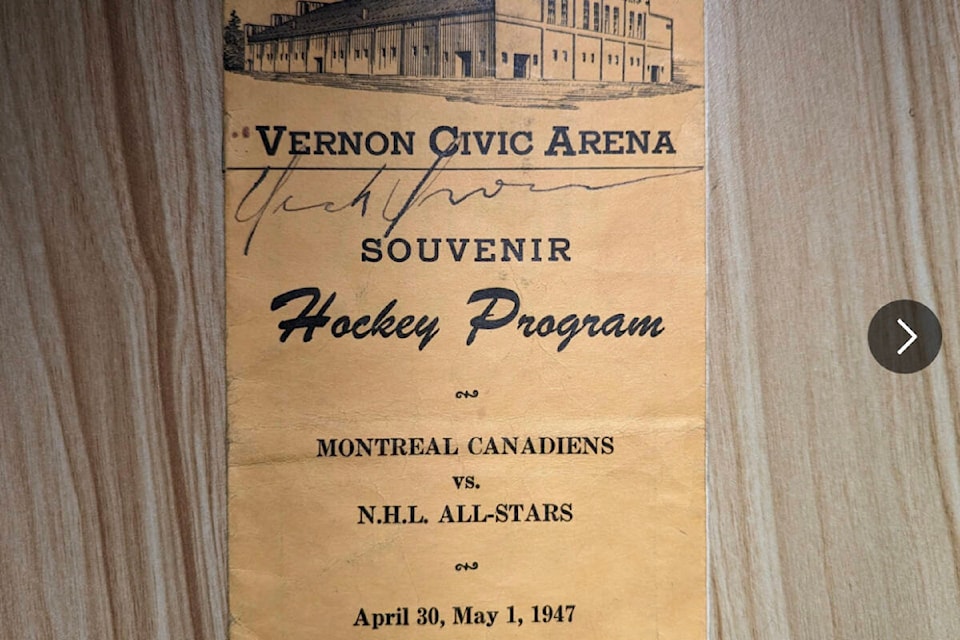 VERNON CIVIC ARENA
SOUVENIR
Hockey Program
MONTREAL CANADIENS
vs.
N.H.L. ALL-STARS
April 30, May 1, 1947